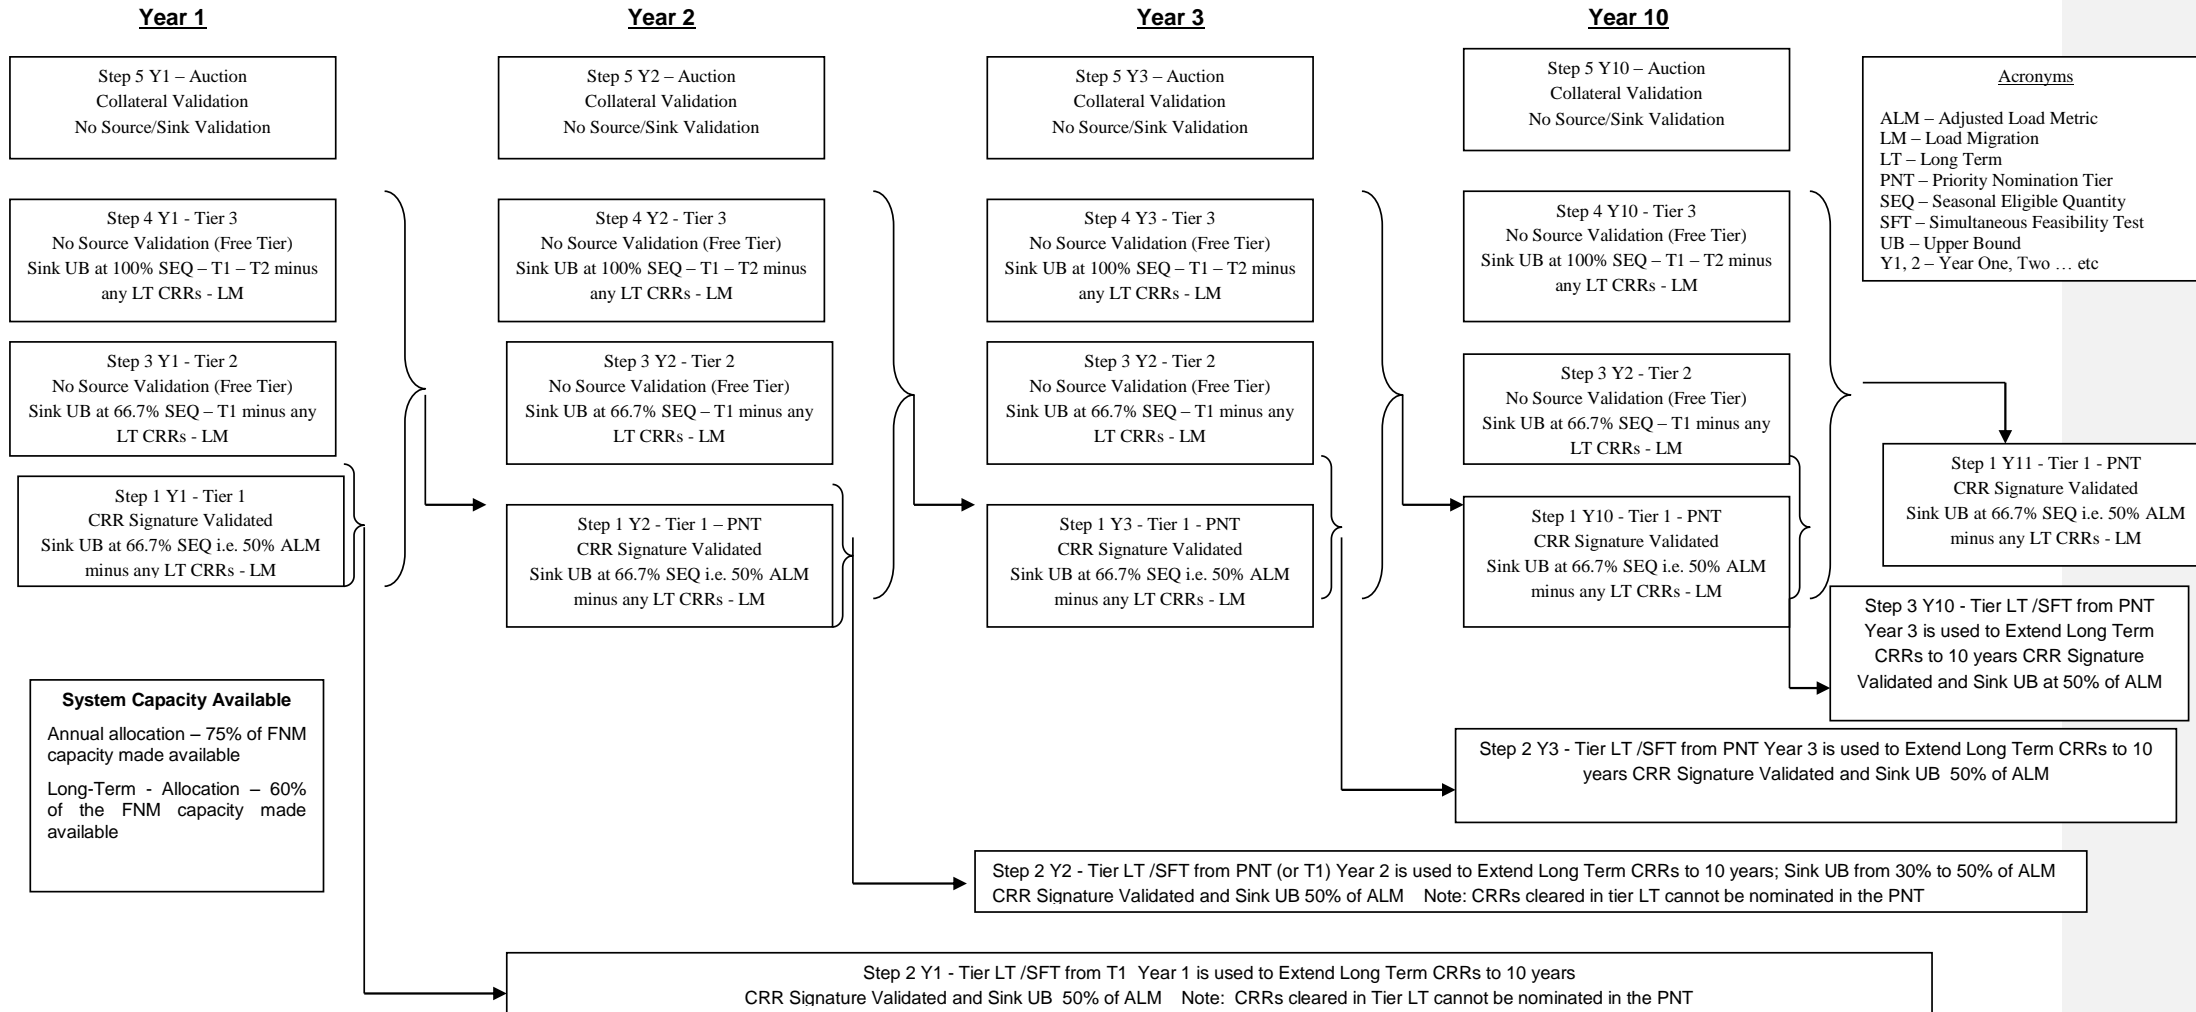 Year 1
Year 2
Year 3
Year 10
Step 5 Y1 – Auction
Collateral Validation
No Source/Sink Validation
Step 5 Y2 – Auction
Collateral Validation
No Source/Sink Validation
Step 5 Y3 – Auction
Collateral Validation
No Source/Sink Validation
Step 5 Y10 – Auction
Collateral Validation
No Source/Sink Validation
Acronyms
ALM – Adjusted Load Metric
LM – Load Migration
LT – Long Term
PNT – Priority Nomination Tier
SEQ – Seasonal Eligible Quantity
SFT – Simultaneous Feasibility Test
UB – Upper Bound
Y1, 2 – Year One, Two … etc
Step 4 Y1 - Tier 3
No Source Validation (Free Tier)
Sink UB at 100% SEQ – T1 – T2 minus
any LT CRRs - LM
Step 4 Y2 - Tier 3
No Source Validation (Free Tier)
Sink UB at 100% SEQ – T1 – T2 minus
any LT CRRs - LM
Step 4 Y3 - Tier 3
No Source Validation (Free Tier)
Sink UB at 100% SEQ – T1 – T2 minus
any LT CRRs - LM
Step 4 Y10 - Tier 3
No Source Validation (Free Tier)
Sink UB at 100% SEQ – T1 – T2 minus
any LT CRRs - LM
Step 3 Y1 - Tier 2
No Source Validation (Free Tier)
Sink UB at 66.7% SEQ – T1 minus any
LT CRRs - LM
Step 3 Y2 - Tier 2
No Source Validation (Free Tier)
Sink UB at 66.7% SEQ – T1 minus any
LT CRRs - LM
Step 3 Y2 - Tier 2
No Source Validation (Free Tier)
Sink UB at 66.7% SEQ – T1 minus any
LT CRRs - LM
Step 3 Y2 - Tier 2
No Source Validation (Free Tier)
Sink UB at 66.7% SEQ – T1 minus any
LT CRRs - LM
Step 1 Y1 - Tier 1
CRR Signature Validated
Sink UB at 66.7% SEQ i.e. 50% ALM
minus any LT CRRs - LM
Step 1 Y2 - Tier 1 – PNT
CRR Signature Validated
Sink UB at 66.7% SEQ i.e. 50% ALM
minus any LT CRRs - LM
Step 1 Y3 - Tier 1 - PNT
CRR Signature Validated
Sink UB at 66.7% SEQ i.e. 50% ALM
minus any LT CRRs - LM
Step 1 Y10 - Tier 1 - PNT
CRR Signature Validated
Sink UB at 66.7% SEQ i.e. 50% ALM
minus any LT CRRs - LM
Step 1 Y11 - Tier 1 - PNT
CRR Signature Validated
Sink UB at 66.7% SEQ i.e. 50% ALM
minus any LT CRRs - LM
Step 3 Y10 - Tier LT /SFT from PNT
Year 3 is used to Extend Long Term
CRRs to 10 years CRR Signature
Validated and Sink UB at 50% of ALM
System Capacity Available
Annual allocation – 75% of FNM
capacity made available
Long-Term - Allocation – 60%
of the FNM capacity made
available
Step 2 Y3 - Tier LT /SFT from PNT Year 3 is used to Extend Long Term CRRs to 10
years CRR Signature Validated and Sink UB 50% of ALM
Step 2 Y2 - Tier LT /SFT from PNT (or T1) Year 2 is used to Extend Long Term CRRs to 10 years; Sink UB from 30% to 50% of ALM
CRR Signature Validated and Sink UB 50% of ALM Note: CRRs cleared in tier LT cannot be nominated in the PNT
Step 2 Y1 - Tier LT /SFT from T1 Year 1 is used to Extend Long Term CRRs to 10 years
CRR Signature Validated and Sink UB 50% of ALM Note: CRRs cleared in Tier LT cannot be nominated in the PNT